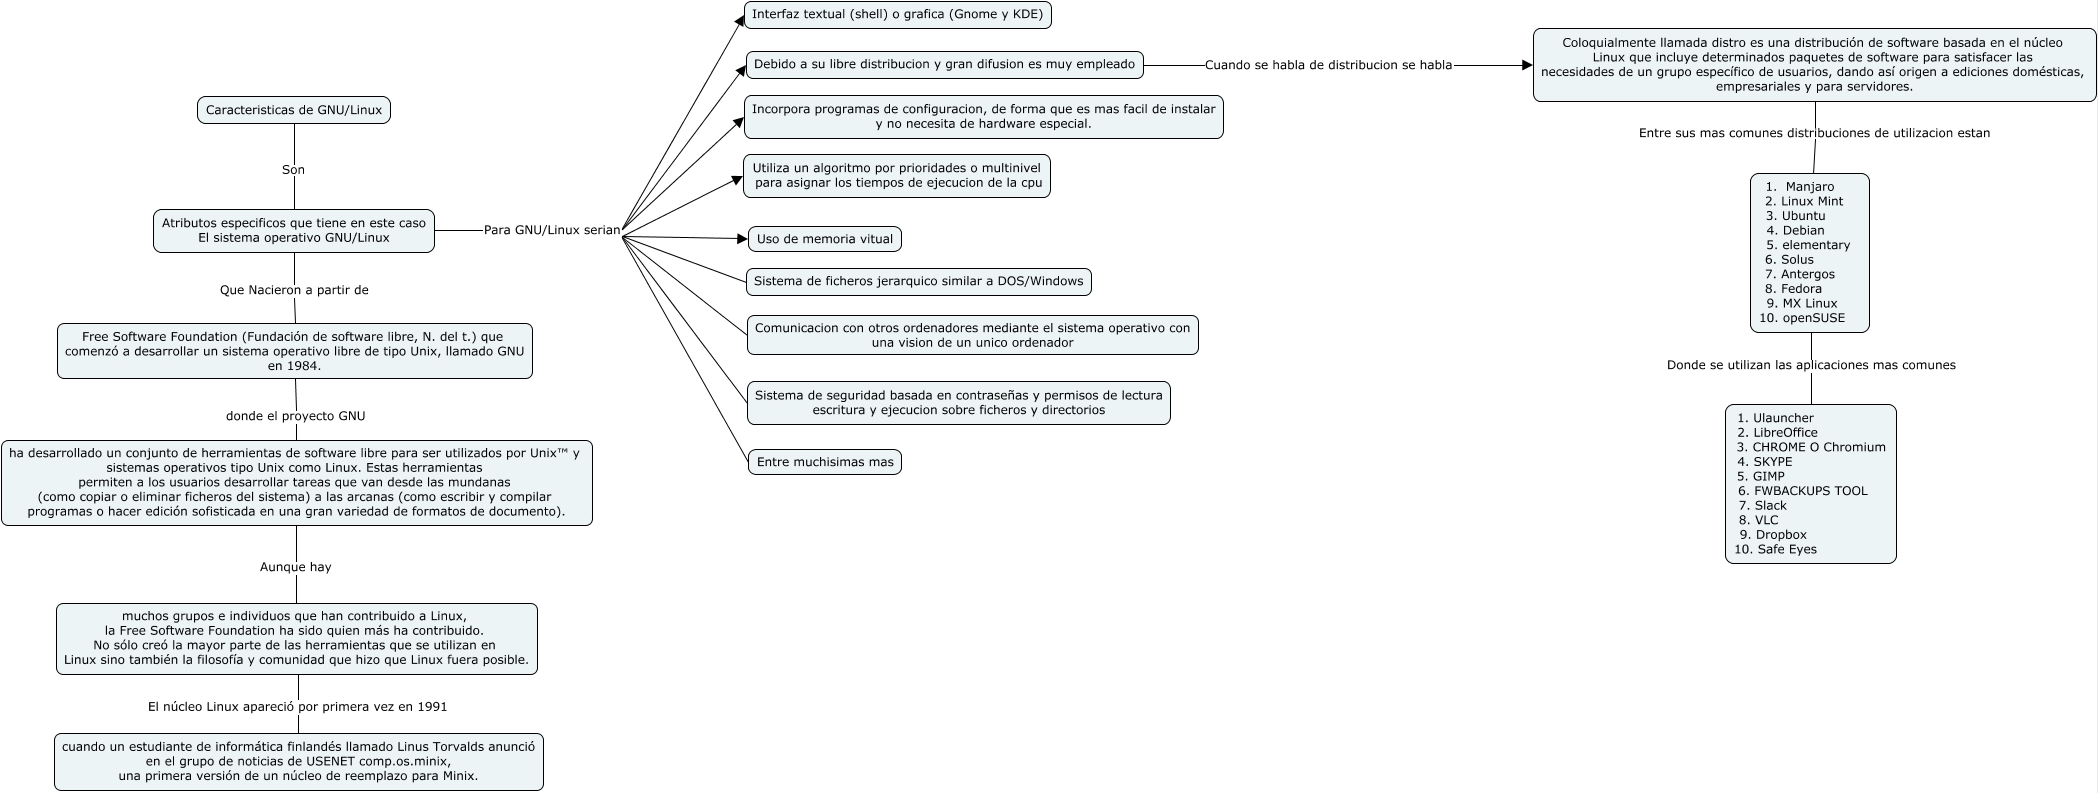 Caracteristicas de GNU/Linux
Son
Atributos especificos que tiene en este caso
El sistema operativo GNU/Linux
Que Nacieron a partir de
Free Software Foundation (Fundación de software libre, N. del t.) que
comenzó a desarrollar un sistema operativo libre de tipo Unix, llamado GNU
en 1984.
donde el proyecto GNU
ha desarrollado un conjunto de herramientas de software libre para ser utilizados por Unix™ y
sistemas operativos tipo Unix como Linux. Estas herramientas
permiten a los usuarios desarrollar tareas que van desde las mundanas
(como copiar o eliminar ficheros del sistema) a las arcanas (como escribir y compilar
programas o hacer edición sofisticada en una gran variedad de formatos de documento).
Aunque hay
muchos grupos e individuos que han contribuido a Linux,
la Free Software Foundation ha sido quien más ha contribuido.
No sólo creó la mayor parte de las herramientas que se utilizan en
Linux sino también la filosofía y comunidad que hizo que Linux fuera posible.
El núcleo Linux apareció por primera vez en 1991
cuando un estudiante de informática finlandés llamado Linus Torvalds anunció
en el grupo de noticias de USENET comp.os.minix,
una primera versión de un núcleo de reemplazo para Minix.
Para GNU/Linux serian
Interfaz textual (shell) o grafica (Gnome y KDE)
Debido a su libre distribucion y gran difusion es muy empleado
Incorpora programas de configuracion, de forma que es mas facil de instalar
y no necesita de hardware especial.
Utiliza un algoritmo por prioridades o multinivel
para asignar los tiempos de ejecucion de la cpu
Uso de memoria vitual
Sistema de ficheros jerarquico similar a DOS/Windows
Comunicacion con otros ordenadores mediante el sistema operativo con
una vision de un unico ordenador
Sistema de seguridad basada en contraseñas y permisos de lectura
escritura y ejecucion sobre ficheros y directorios
Entre muchisimas mas
Cuando se habla de distribucion se habla
Coloquialmente llamada distro es una distribución de software basada en el núcleo
Linux que incluye determinados paquetes de software para satisfacer las
necesidades de un grupo específico de usuarios, dando así origen a ediciones domésticas,
empresariales y para servidores.
Entre sus mas comunes distribuciones de utilizacion estan
1. Manjaro
2. Linux Mint
3. Ubuntu
4. Debian
5. elementary
6. Solus
7. Antergos
8. Fedora
9. MX Linux
10. openSUSE
Donde se utilizan las aplicaciones mas comunes
1. Ulauncher
2. LibreOffice
3. CHROME O Chromium
4. SKYPE
5. GIMP
6. FWBACKUPS TOOL
7. Slack
8. VLC
9. Dropbox
10. Safe Eyes